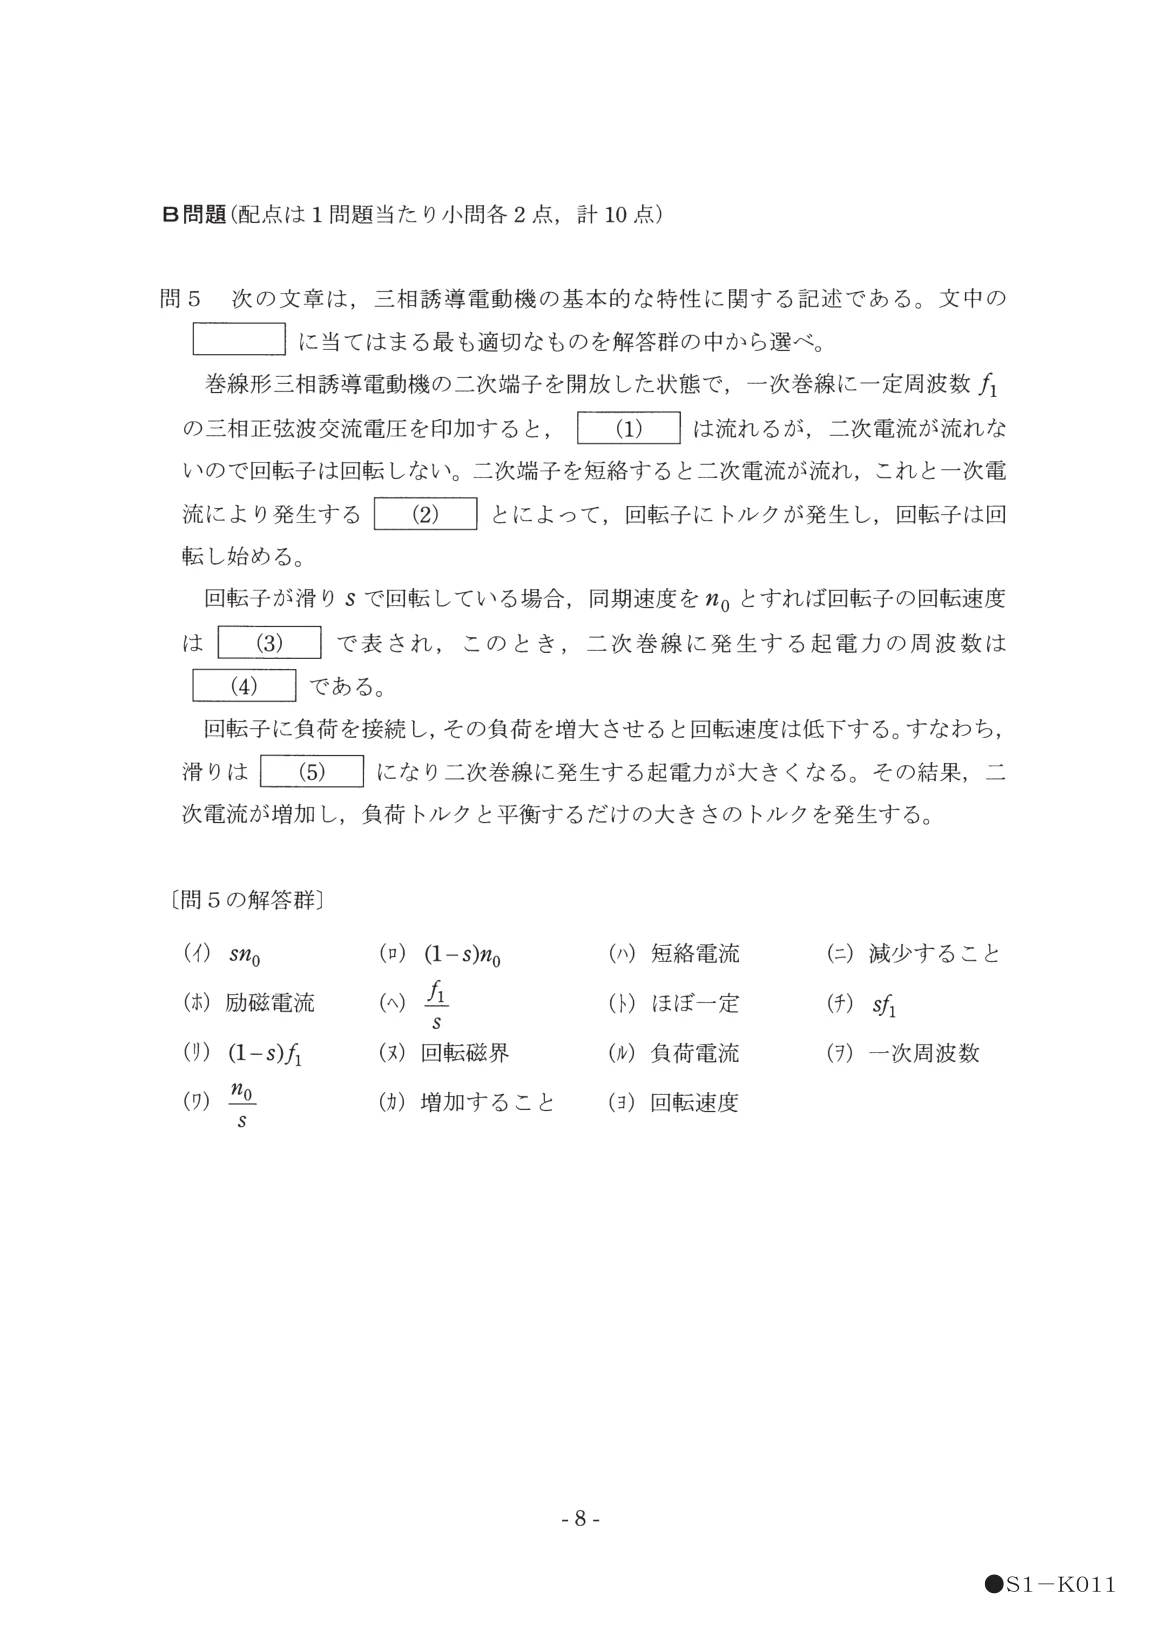 B問題(配点は1問題当たり小問各2点，計10点)
問5　次の文章は，三相誘導電動機の基本的な特性に関する記述である。文中の
に当てはまる最も適切なものを解答群の中から選べ。
巻線形三相誘導電動機の二次端子を開放した状態で，一次巻線に一定周波数 f₁
の三相正弦波交流電圧を印加すると， (1) は流れるが，二次電流が流れな
いので回転子は回転しない。二次端子を短絡すると二次電流が流れ，これと一次電
流により発生する (2) とによって，回転子にトルクが発生し，回転子は回
転し始める。
回転子が滑り s で回転している場合，同期速度を n₀ とすれば回転子の回転速度
は (3) で表され，このとき，二次巻線に発生する起電力の周波数は
(4) である。
回転子に負荷を接続し，その負荷を増大させると回転速度は低下する。すなわち，
滑りは (5) になり二次巻線に発生する起電力が大きくなる。その結果，二
次電流が増加し，負荷トルクと平衡するだけの大きさのトルクを発生する。
〔問5の解答群〕
(イ) sn₀　(ロ) (1−s)n₀　(ハ) 短絡電流　(ニ) 減少すること
(ホ) 励磁電流　(ヘ) f₁/s　(ト) ほぼ一定　(チ) sf₁
(リ) (1−s)f₁　(ヌ) 回転磁界　(ル) 負荷電流　(ヲ) 一次周波数
(ワ) n₀/s　(カ) 増加すること　(ヨ) 回転速度
- 8 -
●S1－K011